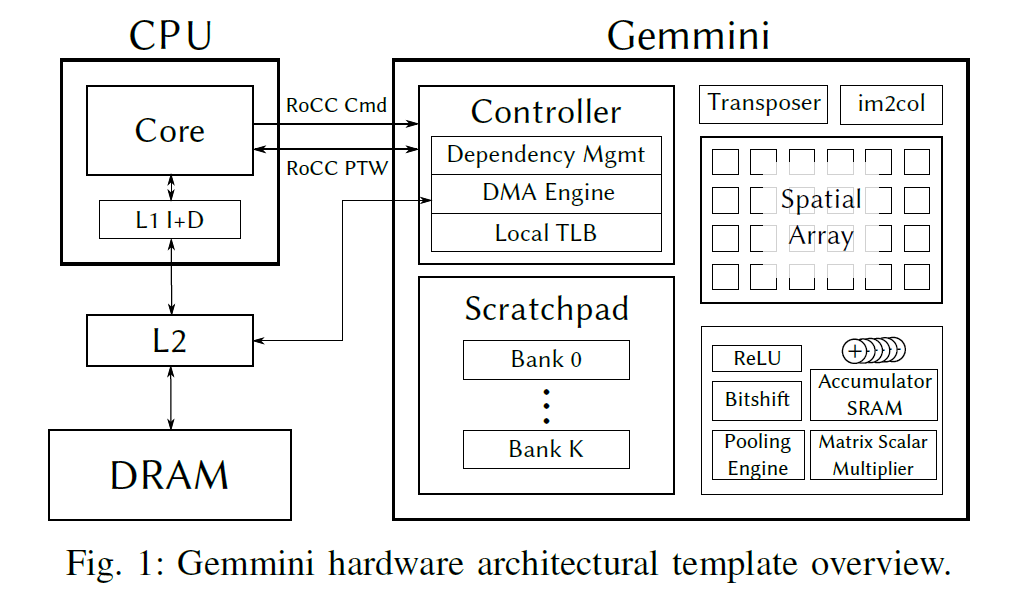 CPU
Gemmini
Core
L1 I+D
L2
DRAM
RoCC Cmd
RoCC PTW
Controller
Dependency Mgmt
DMA Engine
Local TLB
Scratchpad
Bank 0
Bank K
Transposer
im2col
Spatial
Array
ReLU
Bitshift
Pooling
Engine
+
Accumulator
SRAM
Matrix Scalar
Multiplier
Fig. 1: Gemmini hardware architectural template overview.